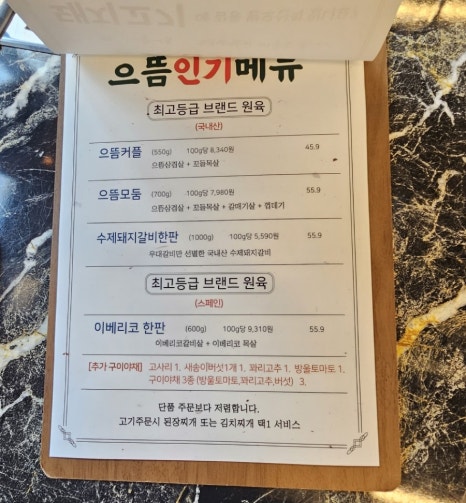 으뜸인기메뉴
최고등급 브랜드 원육
(국내산)
으뜸커플 (550g) 100g당 8,340원 45.9
으뜸삼겹살 + 꼬들목살
으뜸모둠 (700g) 100g당 7,980원 55.9
으뜸삼겹살 + 꼬들목살 + 갈매기살 + 껍데기
수제돼지갈비한판 (1000g) 100g당 5,590원 55.9
우대갈비만 선별한 국내산 수제돼지갈비
최고등급 브랜드 원육
(스페인)
이베리코 한판 (600g) 100g당 9,310원 55.9
이베리코갈비살 + 이베리코 목살
[추가 구이야채] 고사리 1, 새송이버섯1개 1, 꽈리고추 1, 방울토마토 1,
구이야채 3종 (방울토마토,꽈리고추,버섯) 3.
단품 주문보다 저렴합니다.
고기주문시 된장찌개 또는 김치찌개 택1 서비스